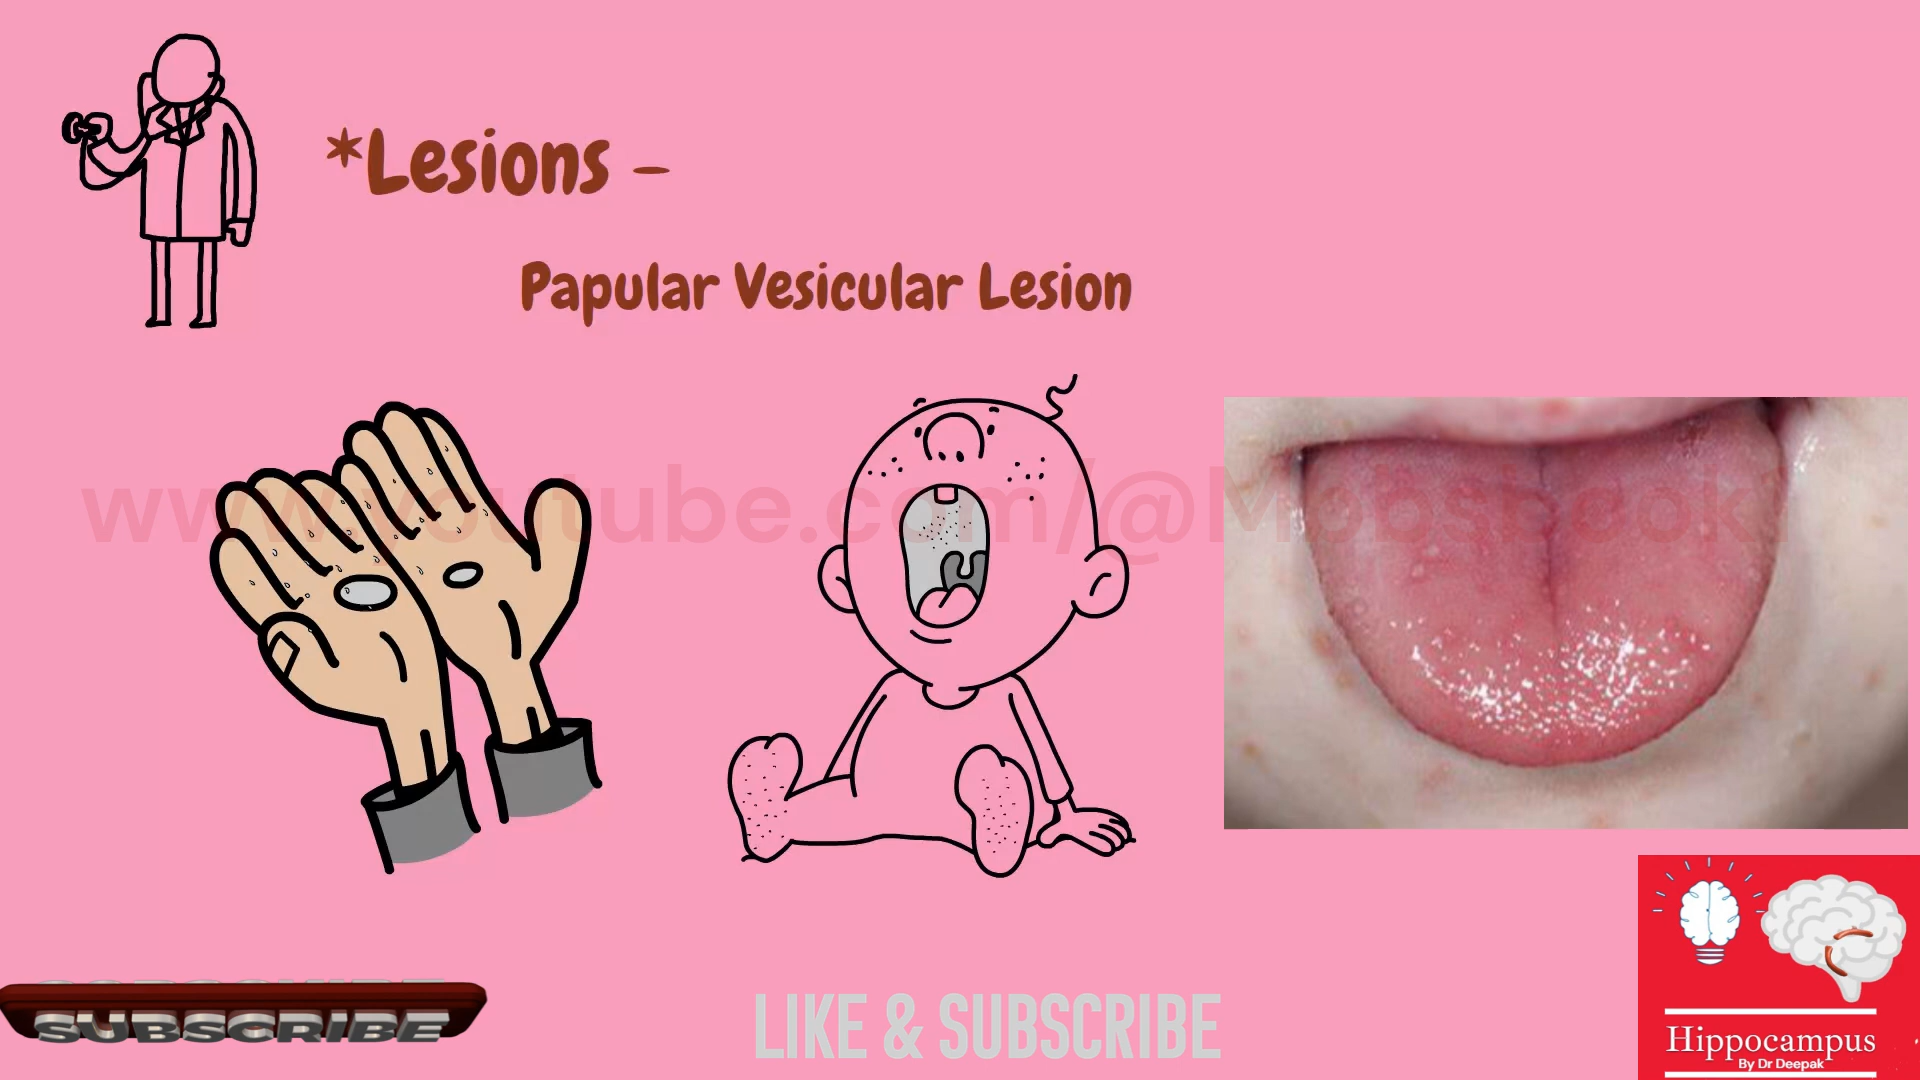 *Lesions -
Papular Vesicular Lesion
SUBSCRIBE
LIKE & SUBSCRIBE
Hippocampus
By Dr Deepak